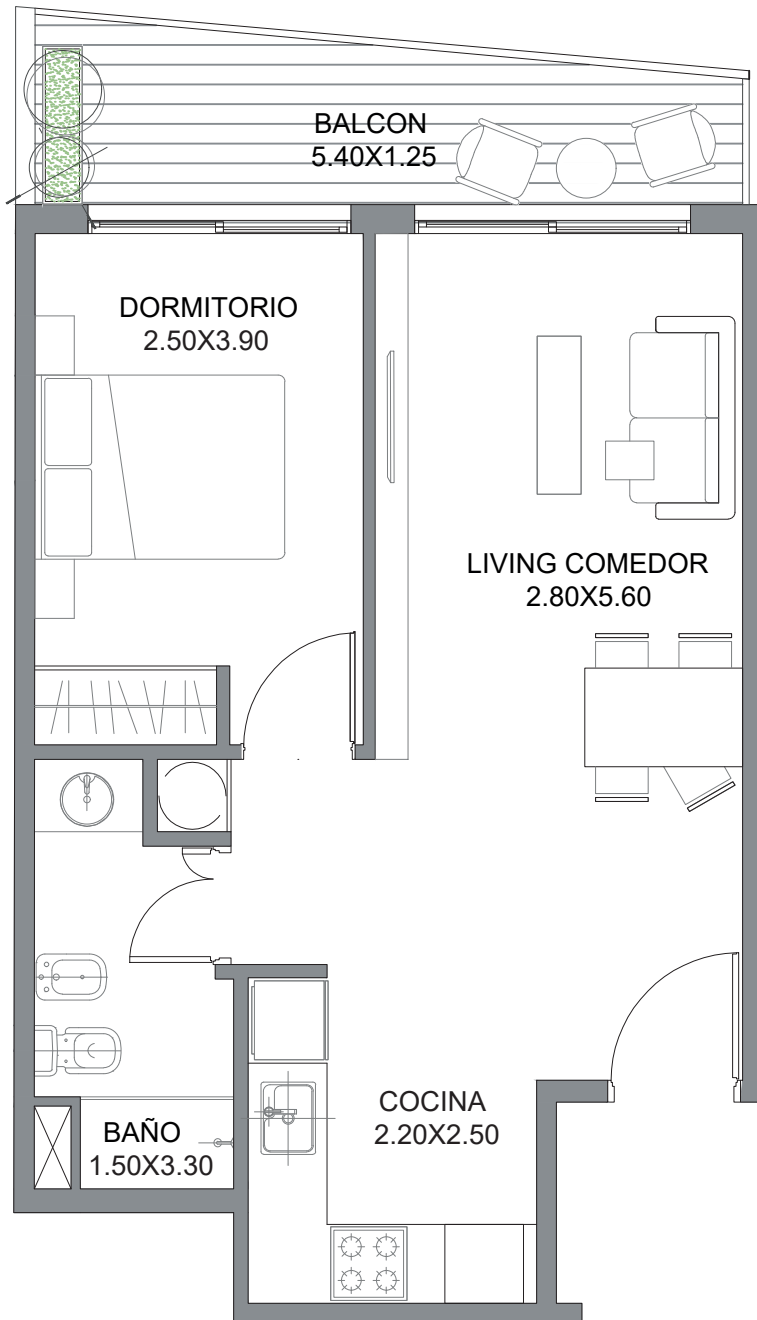 BALCON
5.40X1.25
DORMITORIO
2.50X3.90
LIVING COMEDOR
2.80X5.60
COCINA
2.20X2.50
BAÑO
1.50X3.30